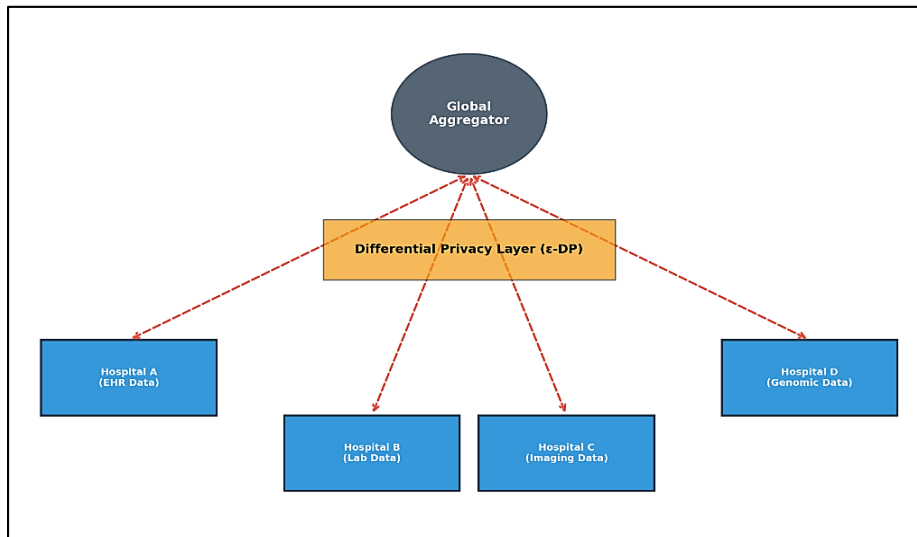 Global
Aggregator
Differential Privacy Layer (ε-DP)
Hospital A
(EHR Data)
Hospital D
(Genomic Data)
Hospital B
(Lab Data)
Hospital C
(Imaging Data)